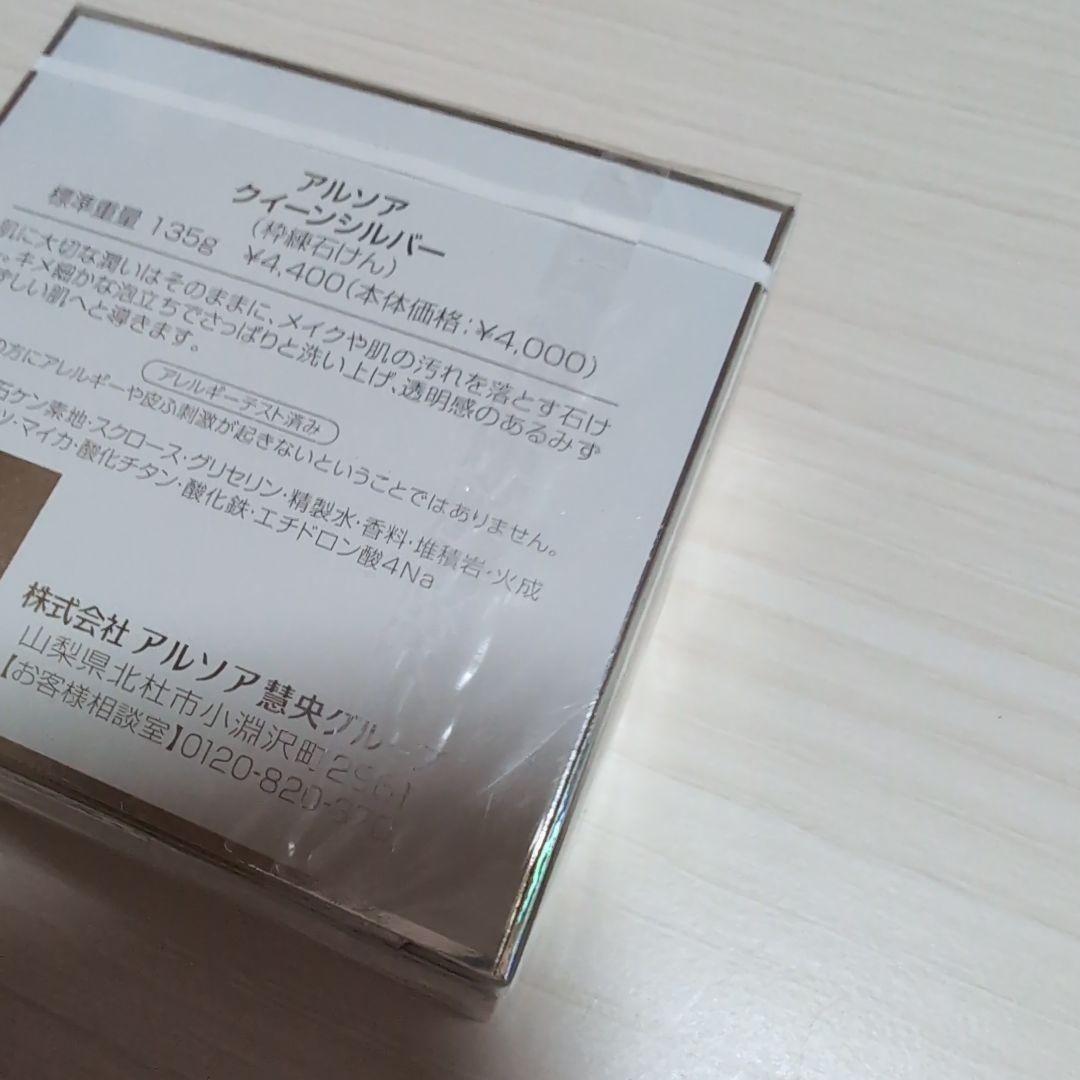 アルソア
クイーンシルバー
(枠練石けん)
標準重量 135g ¥4,400(本体価格:¥4,000)
肌に大切な潤いはそのままに、メイクや肌の汚れを落とす石け
キメ細かな泡立ちでさっぱりと洗い上げ、透明感のあるみず
しい肌へと導きます。
アレルギーテスト済み
の方にアレルギーや皮ふ刺激が起きないということではありません。
石ケン素地・スクロース・グリセリン・精製水・香料・堆積岩・火成
ツ・マイカ・酸化チタン・酸化鉄・エチドロン酸4Na
株式会社 アルソア慧央グループ
山梨県北杜市小淵沢町2961
【お客様相談室】0120-820-370